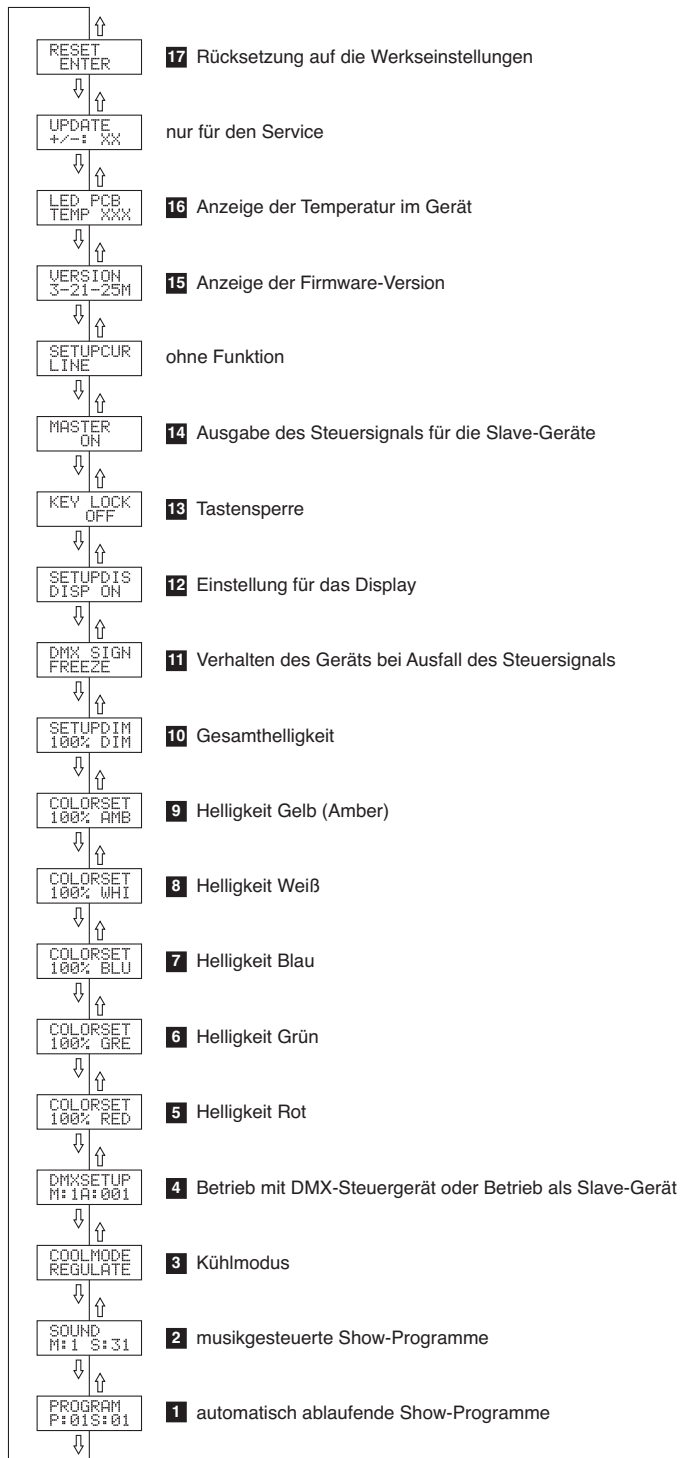 RESET
ENTER
17 Rücksetzung auf die Werkseinstellungen
UPDATE
+/-: XX
nur für den Service
LED PCB
TEMP XXX
16 Anzeige der Temperatur im Gerät
VERSION
3-21-25M
15 Anzeige der Firmware-Version
SETUPCUR
LINE
ohne Funktion
MASTER
ON
14 Ausgabe des Steuersignals für die Slave-Geräte
KEY LOCK
OFF
13 Tastensperre
SETUPDIS
DISP ON
12 Einstellung für das Display
DMX SIGN
FREEZE
11 Verhalten des Geräts bei Ausfall des Steuersignals
SETUPDIM
100% DIM
10 Gesamthelligkeit
COLORSET
100% AMB
9 Helligkeit Gelb (Amber)
COLORSET
100% WHI
8 Helligkeit Weiß
COLORSET
100% BLU
7 Helligkeit Blau
COLORSET
100% GRE
6 Helligkeit Grün
COLORSET
100% RED
5 Helligkeit Rot
DMXSETUP
M:1A:001
4 Betrieb mit DMX-Steuergerät oder Betrieb als Slave-Gerät
COOLMODE
REGULATE
3 Kühlmodus
SOUND
M:1 S:31
2 musikgesteuerte Show-Programme
PROGRAM
P:01S:01
1 automatisch ablaufende Show-Programme